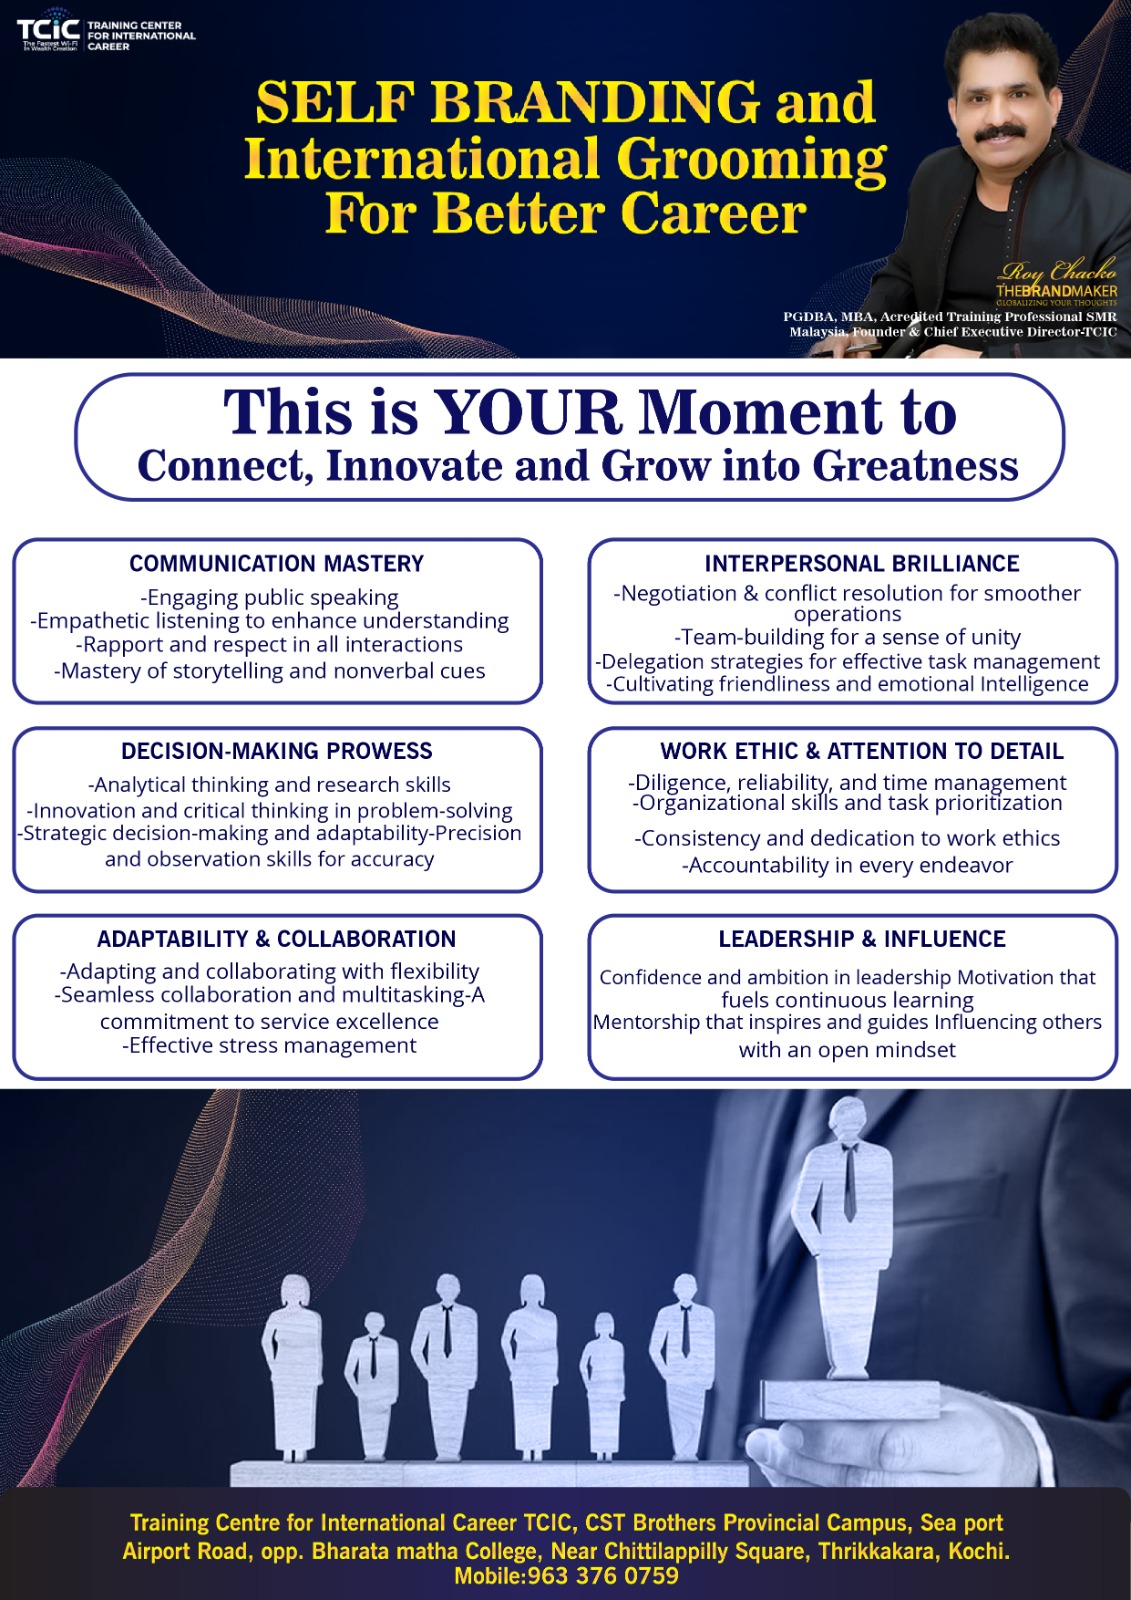 TCiC
The Fastest Wi-Fi
In Wealth Creation
TRAINING CENTER
FOR INTERNATIONAL
CAREER
SELF BRANDING and
International Grooming
For Better Career
Roy Chacko
THEBRANDMAKER
GLOBALIZING YOUR THOUGHTS
PGDBA, MBA, Acredited Training Professional SMR
Malaysia, Founder & Chief Executive Director-TCIC
This is YOUR Moment to
Connect, Innovate and Grow into Greatness
COMMUNICATION MASTERY
-Engaging public speaking
-Empathetic listening to enhance understanding
-Rapport and respect in all interactions
-Mastery of storytelling and nonverbal cues
INTERPERSONAL BRILLIANCE
-Negotiation & conflict resolution for smoother
operations
-Team-building for a sense of unity
-Delegation strategies for effective task management
-Cultivating friendliness and emotional Intelligence
DECISION-MAKING PROWESS
-Analytical thinking and research skills
-Innovation and critical thinking in problem-solving
-Strategic decision-making and adaptability-Precision
and observation skills for accuracy
WORK ETHIC & ATTENTION TO DETAIL
-Diligence, reliability, and time management
-Organizational skills and task prioritization
-Consistency and dedication to work ethics
-Accountability in every endeavor
ADAPTABILITY & COLLABORATION
-Adapting and collaborating with flexibility
-Seamless collaboration and multitasking-A
commitment to service excellence
-Effective stress management
LEADERSHIP & INFLUENCE
Confidence and ambition in leadership Motivation that
fuels continuous learning
Mentorship that inspires and guides Influencing others
with an open mindset
Training Centre for International Career TCIC, CST Brothers Provincial Campus, Sea port
Airport Road, opp. Bharata matha College, Near Chittilappilly Square, Thrikkakara, Kochi.
Mobile:963 376 0759